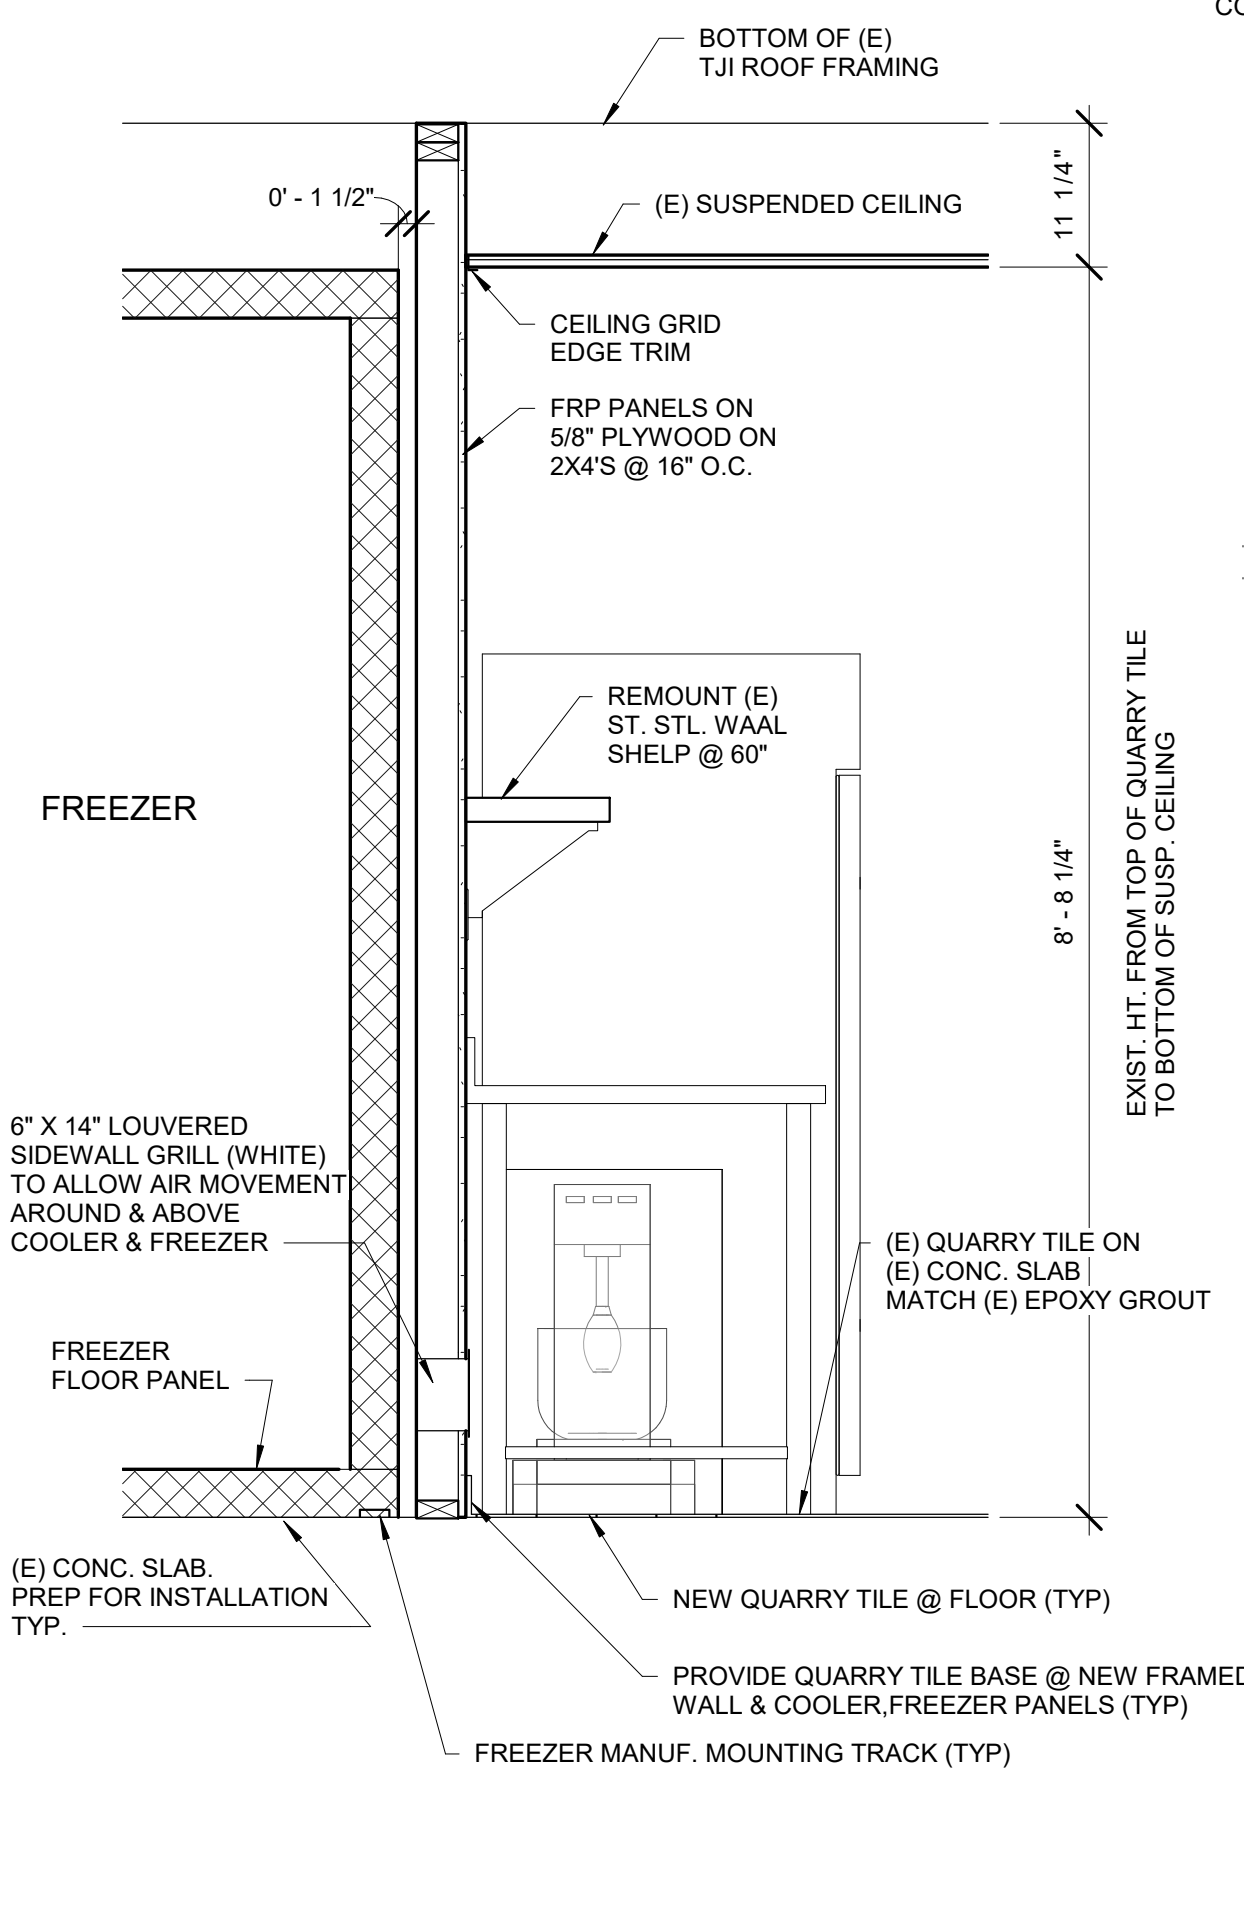 CO
BOTTOM OF (E)
TJI ROOF FRAMING
11 1/4"
0' - 1 1/2"
(E) SUSPENDED CEILING
CEILING GRID
EDGE TRIM
FRP PANELS ON
5/8" PLYWOOD ON
2X4'S @ 16" O.C.
REMOUNT (E)
ST. STL. WAAL
SHELP @ 60"
FREEZER
8' - 8 1/4"
EXIST. HT. FROM TOP OF QUARRY TILE
TO BOTTOM OF SUSP. CEILING
6" X 14" LOUVERED
SIDEWALL GRILL (WHITE)
TO ALLOW AIR MOVEMENT
AROUND & ABOVE
COOLER & FREEZER
(E) QUARRY TILE ON
(E) CONC. SLAB
MATCH (E) EPOXY GROUT
FREEZER
FLOOR PANEL
(E) CONC. SLAB.
PREP FOR INSTALLATION
TYP.
NEW QUARRY TILE @ FLOOR (TYP)
PROVIDE QUARRY TILE BASE @ NEW FRAMED
WALL & COOLER,FREEZER PANELS (TYP)
FREEZER MANUF. MOUNTING TRACK (TYP)